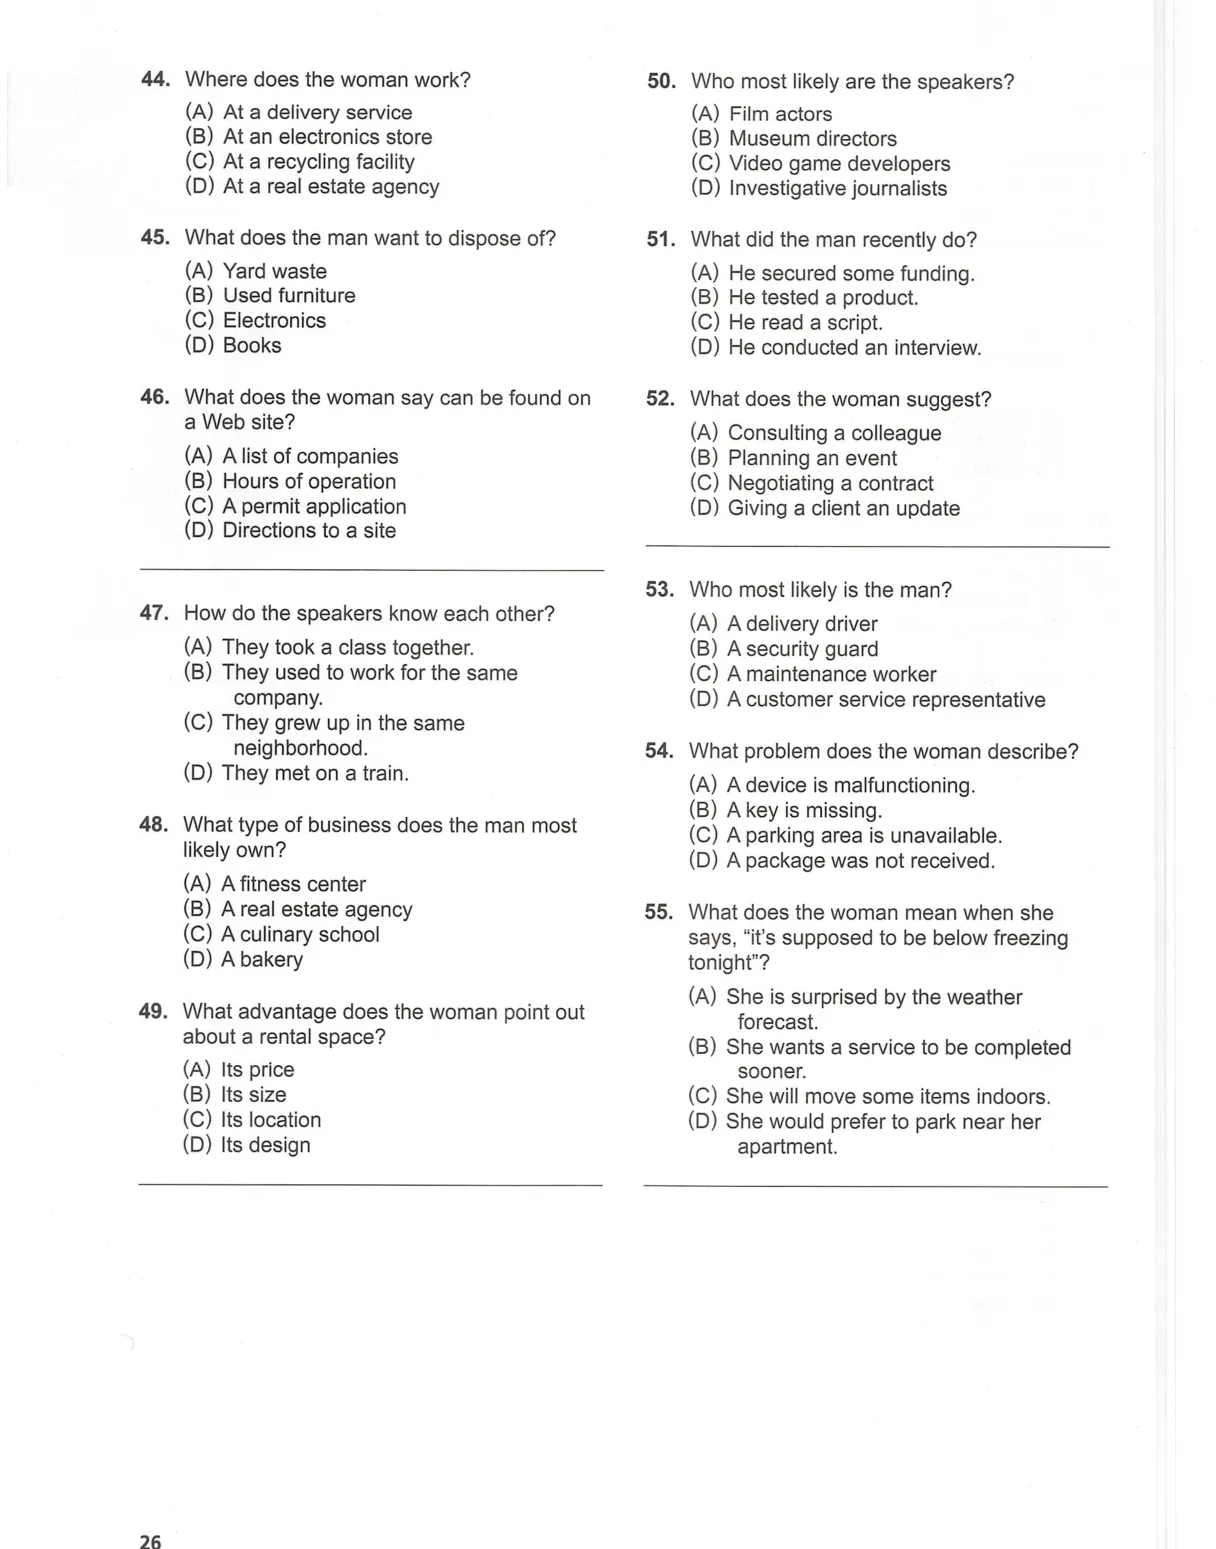 44. Where does the woman work?
(A) At a delivery service
(B) At an electronics store
(C) At a recycling facility
(D) At a real estate agency
45. What does the man want to dispose of?
(A) Yard waste
(B) Used furniture
(C) Electronics
(D) Books
46. What does the woman say can be found on
a Web site?
(A) A list of companies
(B) Hours of operation
(C) A permit application
(D) Directions to a site
47. How do the speakers know each other?
(A) They took a class together.
(B) They used to work for the same
company.
(C) They grew up in the same
neighborhood.
(D) They met on a train.
48. What type of business does the man most
likely own?
(A) A fitness center
(B) A real estate agency
(C) A culinary school
(D) A bakery
49. What advantage does the woman point out
about a rental space?
(A) Its price
(B) Its size
(C) Its location
(D) Its design
50. Who most likely are the speakers?
(A) Film actors
(B) Museum directors
(C) Video game developers
(D) Investigative journalists
51. What did the man recently do?
(A) He secured some funding.
(B) He tested a product.
(C) He read a script.
(D) He conducted an interview.
52. What does the woman suggest?
(A) Consulting a colleague
(B) Planning an event
(C) Negotiating a contract
(D) Giving a client an update
53. Who most likely is the man?
(A) A delivery driver
(B) A security guard
(C) A maintenance worker
(D) A customer service representative
54. What problem does the woman describe?
(A) A device is malfunctioning.
(B) A key is missing.
(C) A parking area is unavailable.
(D) A package was not received.
55. What does the woman mean when she
says, “it’s supposed to be below freezing
tonight”?
(A) She is surprised by the weather
forecast.
(B) She wants a service to be completed
sooner.
(C) She will move some items indoors.
(D) She would prefer to park near her
apartment.
26